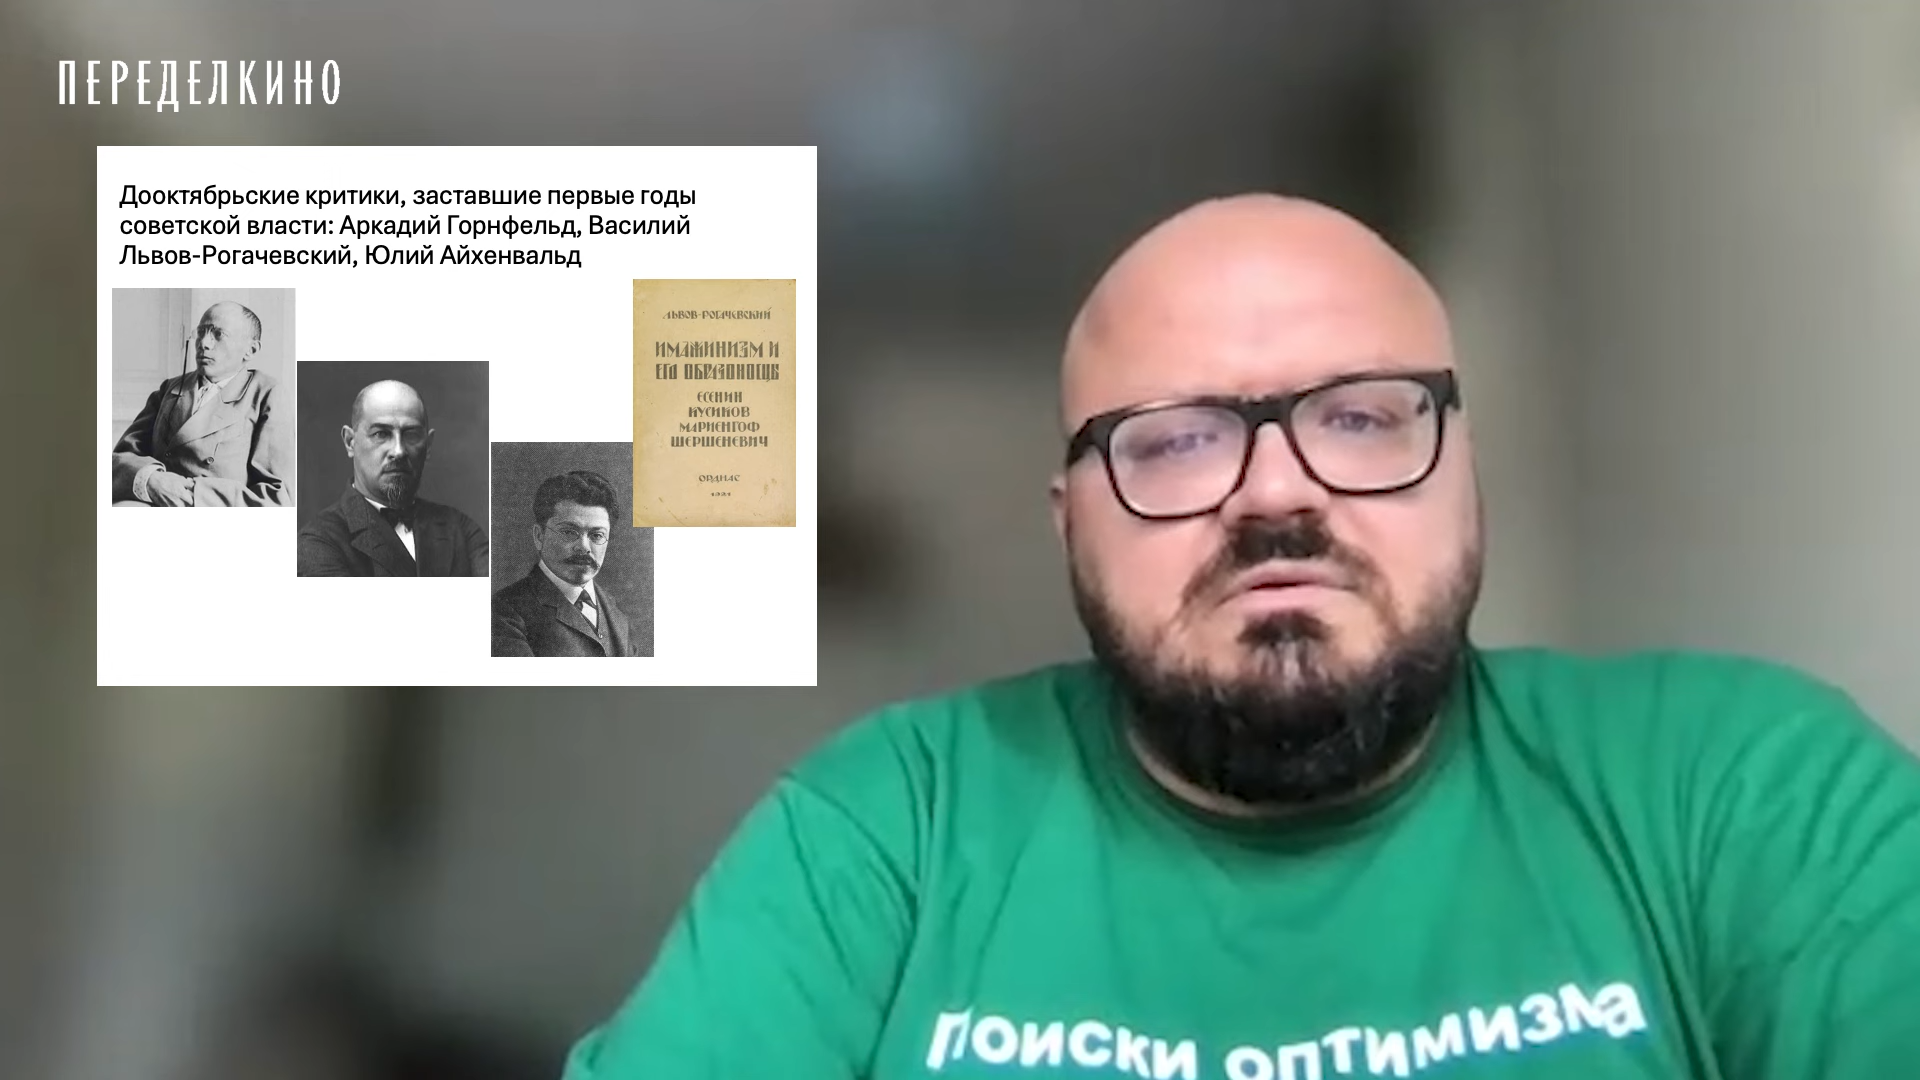 ПЕРЕДЕЛКИНО
Дооктябрьские критики, заставшие первые годы
советской власти: Аркадий Горнфельд, Василий
Львов-Рогачевский, Юлий Айхенвальд
ЛЬВОВ-РОГАЧЕВСКИЙ
ИМАЖИНИЗМ И
ЕГО ОБРАЗОНОСЦЫ
ЕСЕНИН
КУСИКОВ
МАРИЕНГОФ
ШЕРШЕНЕВИЧ
ОРДНАС
1921
Поиски оптимизма